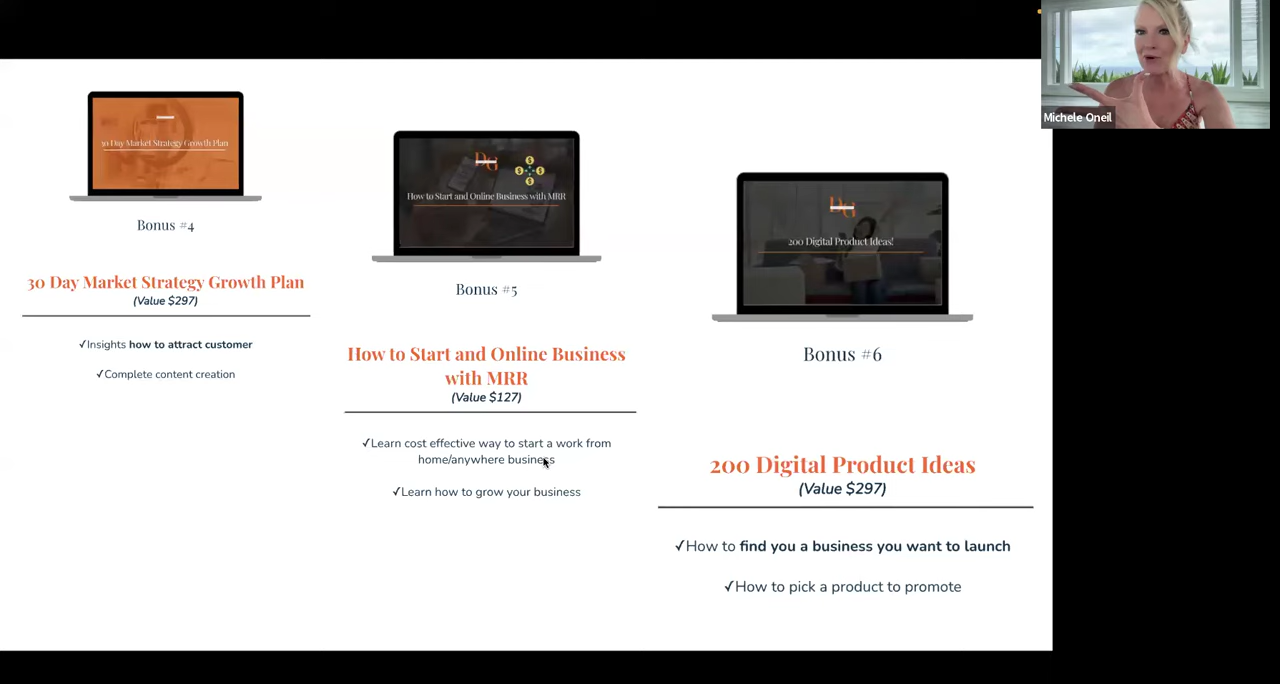 Michele Oneil
30 Day Market Strategy Growth Plan
Bonus #4
30 Day Market Strategy Growth Plan
(Value $297)
✓Insights how to attract customer
✓Complete content creation
DG
How to Start and Online Business with MRR
Bonus #5
How to Start and Online Business
with MRR
(Value $127)
✓Learn cost effective way to start a work from
home/anywhere business
✓Learn how to grow your business
DG
200 Digital Product Ideas!
Bonus #6
200 Digital Product Ideas
(Value $297)
✓How to find you a business you want to launch
✓How to pick a product to promote